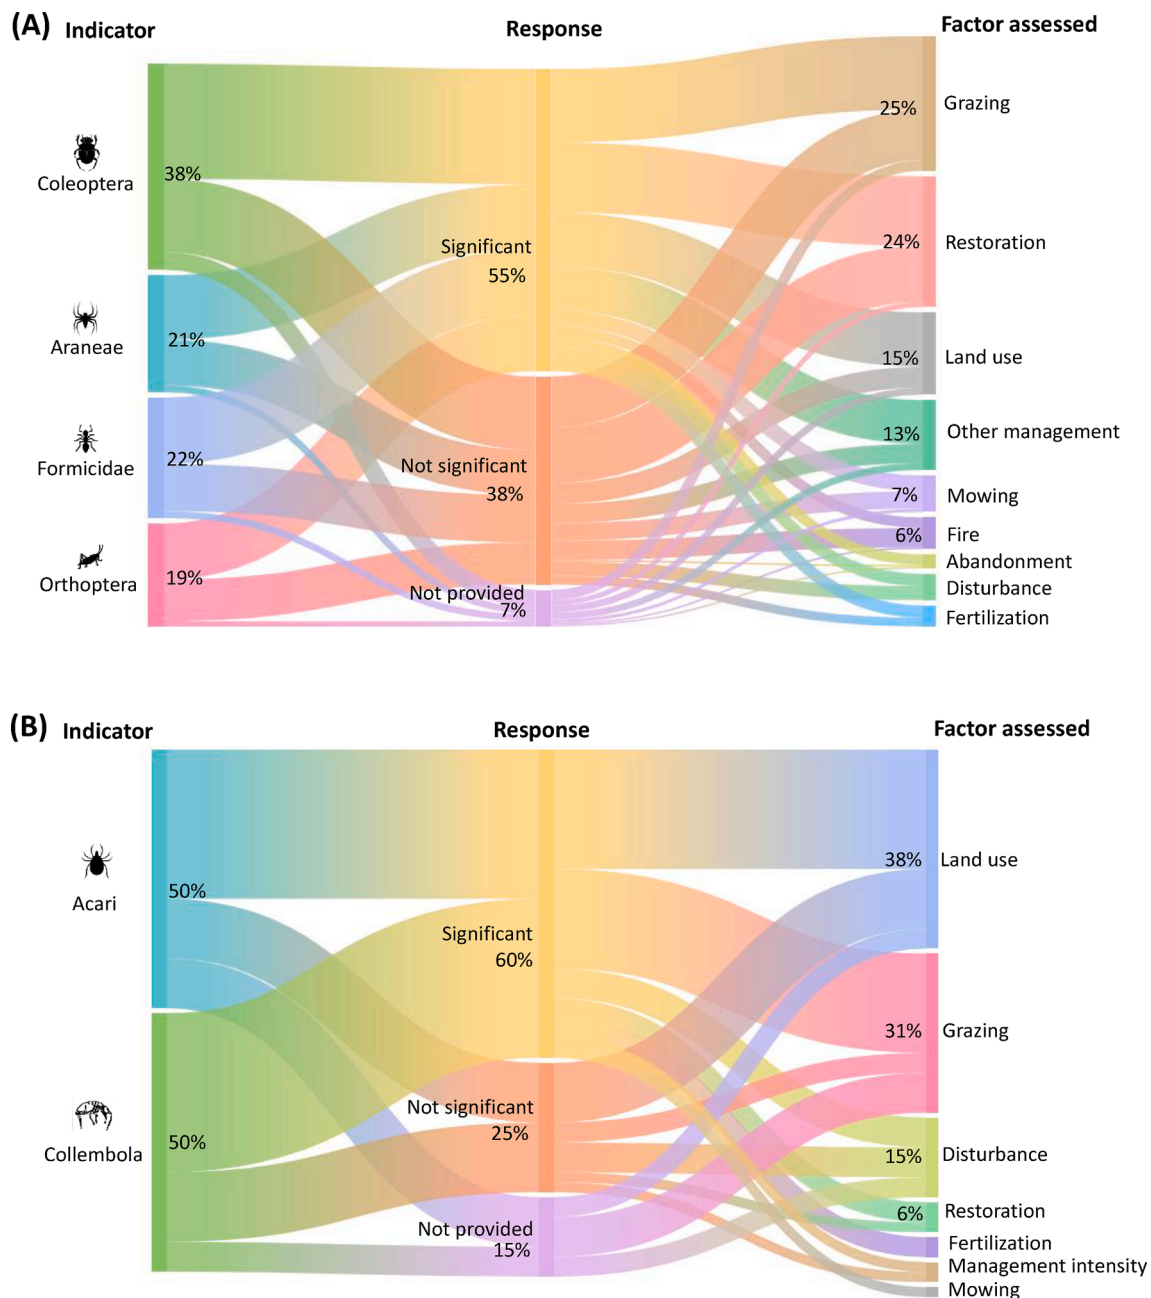 (A) Indicator Response Factor assessed
Coleoptera
38%
Araneae
21%
Formicidae
22%
Orthoptera
19%
Significant
55%
Not significant
38%
Not provided
7%
25% Grazing
24% Restoration
15% Land use
13% Other management
7% Mowing
6% Fire
Abandonment
Disturbance
Fertilization
(B) Indicator Response Factor assessed
Acari
50%
Collembola
50%
Significant
60%
Not significant
25%
Not provided
15%
38% Land use
31% Grazing
15% Disturbance
6% Restoration
Fertilization
Management intensity
Mowing